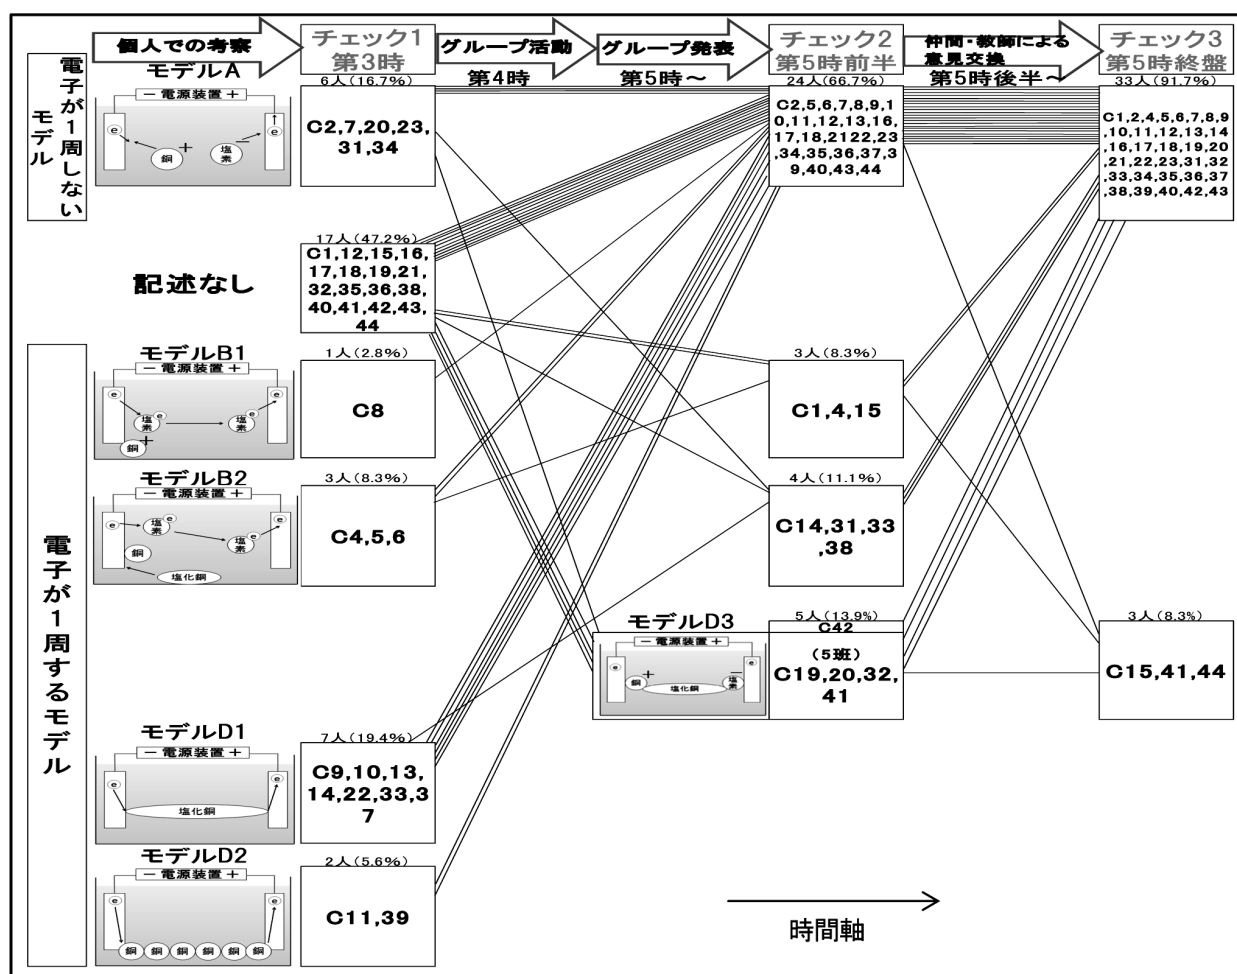 個人での考察
チェック1
第3時
グループ活動
第4時
グループ発表
第5時～
チェック2
第5時前半
仲間・教師による
意見交換
第5時後半～
チェック3
第5時終盤
電子が1周しない
モデル
モデルA
－電源装置＋
e
e
銅
＋
塩素
－
6人(16.7%)
C2,7,20,23,
31,34
24人(66.7%)
C2,5,6,7,8,9,1
0,11,12,13,16,
17,18,2122,23
,34,35,36,37,3
9,40,43,44
33人(91.7%)
C1,2,4,5,6,7,8,9
,10,11,12,13,14
,16,17,18,19,20
,21,22,23,31,32
,33,34,35,36,37
,38,39,40,42,43
記述なし
17人(47.2%)
C1,12,15,16,
17,18,19,21,
32,35,36,38,
40,41,42,43,
44
電子が1周するモデル
モデルB1
－電源装置＋
e
塩素
e
塩素
e
e
銅
＋
1人(2.8%)
C8
3人(8.3%)
C1,4,15
モデルB2
－電源装置＋
e
塩素
e
塩素
e
e
銅
塩化銅
3人(8.3%)
C4,5,6
4人(11.1%)
C14,31,33
,38
モデルD3
－電源装置＋
e
銅
＋
塩化銅
－
塩素
e
5人(13.9%)
C42
(5班)
C19,20,32,
41
3人(8.3%)
C15,41,44
モデルD1
－電源装置＋
e
塩化銅
e
7人(19.4%)
C9,10,13,
14,22,33,3
7
モデルD2
－電源装置＋
e
e
銅 銅 銅 銅 銅 銅
2人(5.6%)
C11,39
時間軸